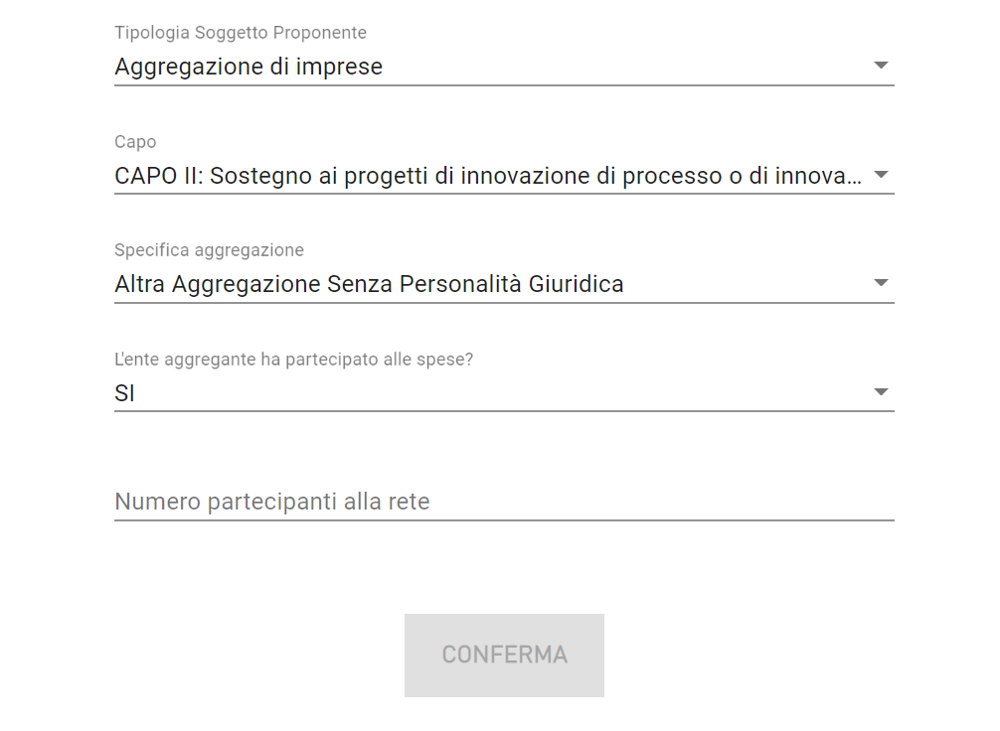 Tipologia Soggetto Proponente
Aggregazione di imprese
Capo
CAPO II: Sostegno ai progetti di innovazione di processo o di innova...
Specifica aggregazione
Altra Aggregazione Senza Personalità Giuridica
L'ente aggregante ha partecipato alle spese?
SI
Numero partecipanti alla rete
CONFERMA